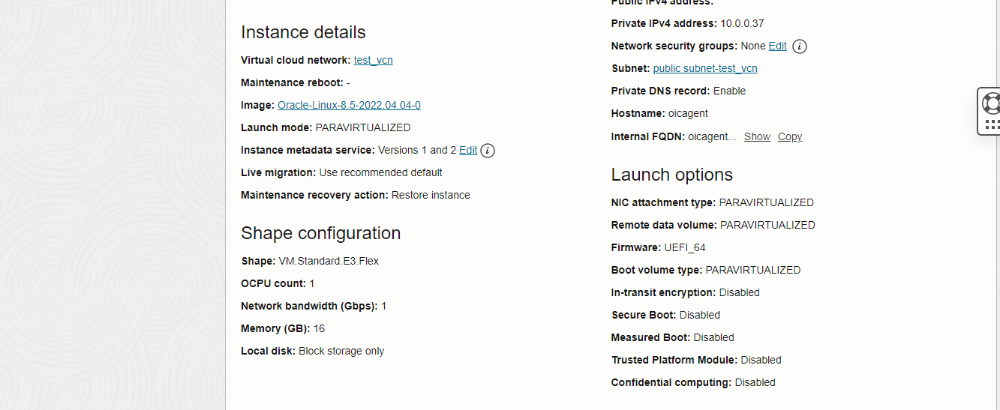 Instance details
Virtual cloud network: test_vcn
Maintenance reboot: -
Image: Oracle-Linux-8.5-2022.04.04-0
Launch mode: PARAVIRTUALIZED
Instance metadata service: Versions 1 and 2 Edit i
Live migration: Use recommended default
Maintenance recovery action: Restore instance
Shape configuration
Shape: VM.Standard.E3.Flex
OCPU count: 1
Network bandwidth (Gbps): 1
Memory (GB): 16
Local disk: Block storage only
Public IPv4 address:
Private IPv4 address: 10.0.0.37
Network security groups: None Edit i
Subnet: public subnet-test_vcn
Private DNS record: Enable
Hostname: oicagent
Internal FQDN: oicagent... Show Copy
Launch options
NIC attachment type: PARAVIRTUALIZED
Remote data volume: PARAVIRTUALIZED
Firmware: UEFI_64
Boot volume type: PARAVIRTUALIZED
In-transit encryption: Disabled
Secure Boot: Disabled
Measured Boot: Disabled
Trusted Platform Module: Disabled
Confidential computing: Disabled